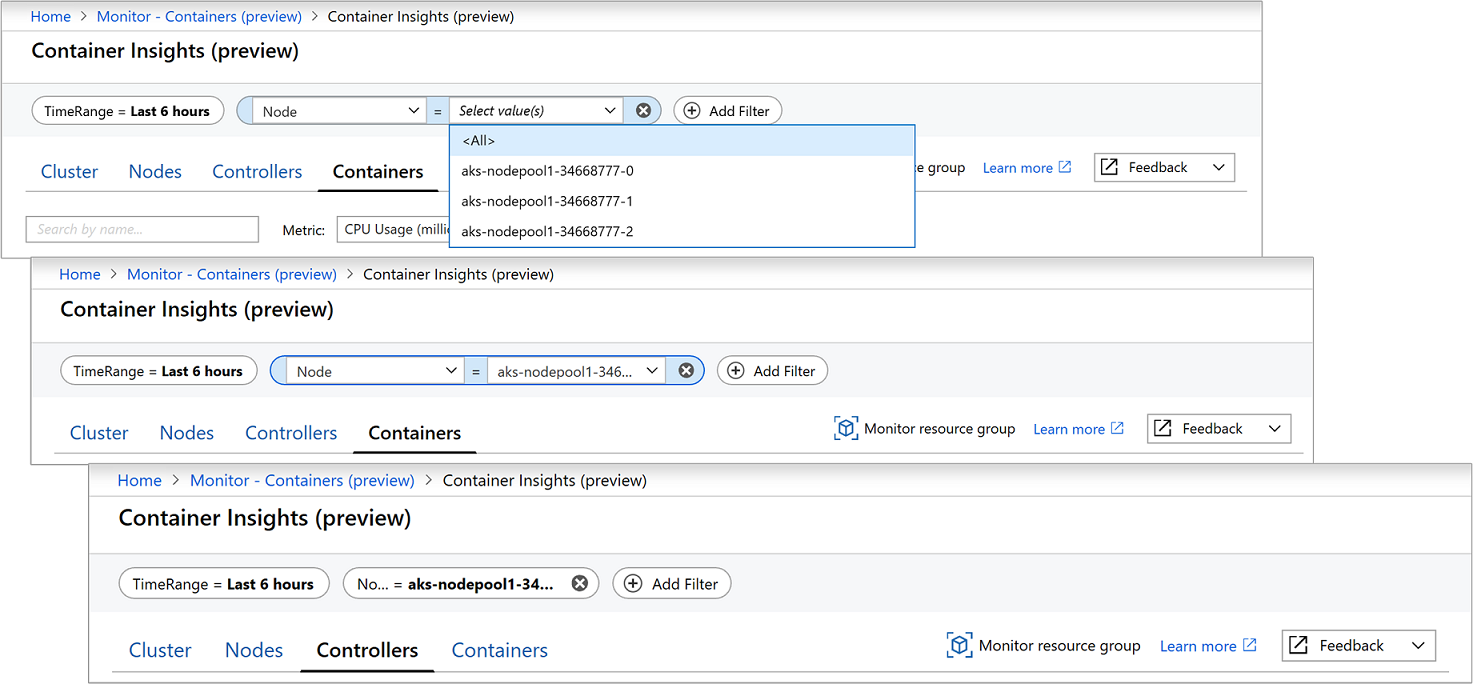 Home > Monitor - Containers (preview) > Container Insights (preview)
Container Insights (preview)
TimeRange = Last 6 hours Node = Select value(s) Add Filter
<All>
Cluster Nodes Controllers Containers aks-nodepool1-34668777-0 group Learn more Feedback
aks-nodepool1-34668777-1
Search by name... Metric: CPU Usage (milli aks-nodepool1-34668777-2
Home > Monitor - Containers (preview) > Container Insights (preview)
Container Insights (preview)
TimeRange = Last 6 hours Node = aks-nodepool1-346... Add Filter
Cluster Nodes Controllers Containers Monitor resource group Learn more Feedback
Home > Monitor - Containers (preview) > Container Insights (preview)
Container Insights (preview)
TimeRange = Last 6 hours No... = aks-nodepool1-34... Add Filter
Cluster Nodes Controllers Containers Monitor resource group Learn more Feedback